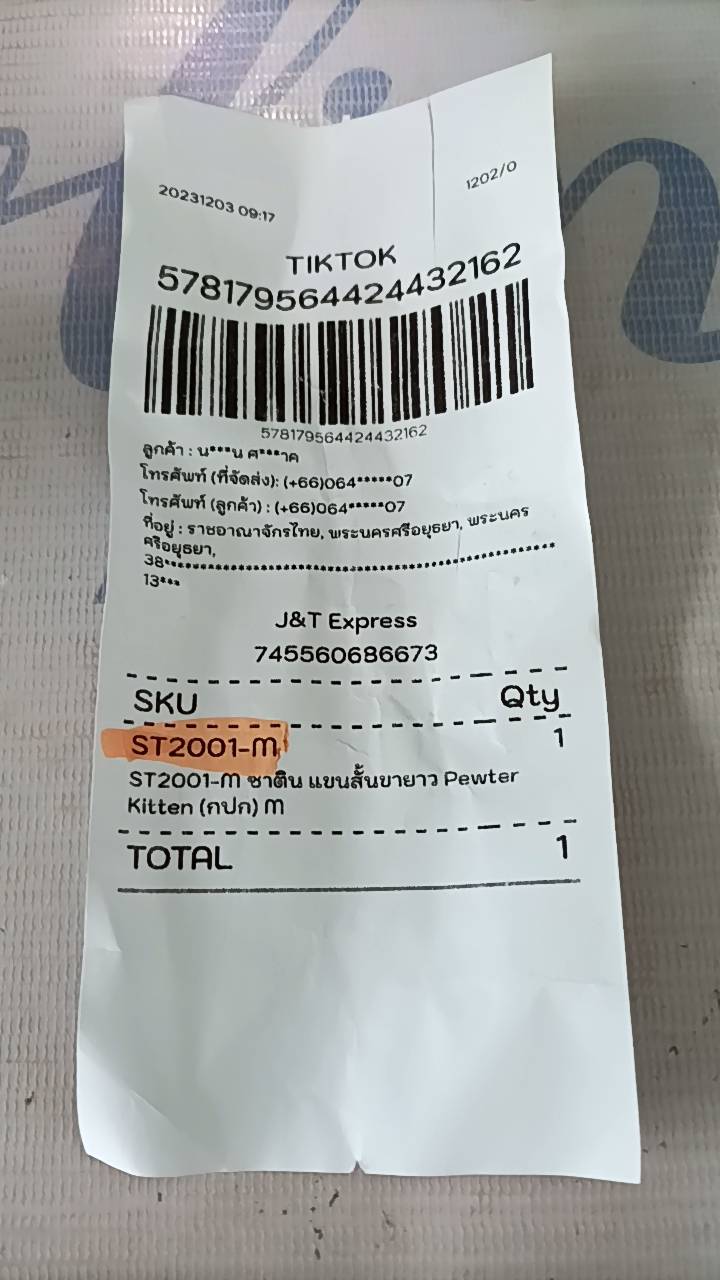 20231203 09:17
1202/0
TIKTOK
578179564424432162
578179564424432162
ลูกค้า : น***น ศ***าค
โทรศัพท์ (ที่จัดส่ง): (+66)064*****07
โทรศัพท์ (ลูกค้า) : (+66)064*****07
ที่อยู่ : ราชอาณาจักรไทย, พระนครศรีอยุธยา, พระนคร
ศรีอยุธยา,
38************************************************************
13***
J&T Express
745560686673
SKU Qty
ST2001-M 1
ST2001-M ซาติน แขนสั้นขายาว Pewter
Kitten (กปก) M
TOTAL 1